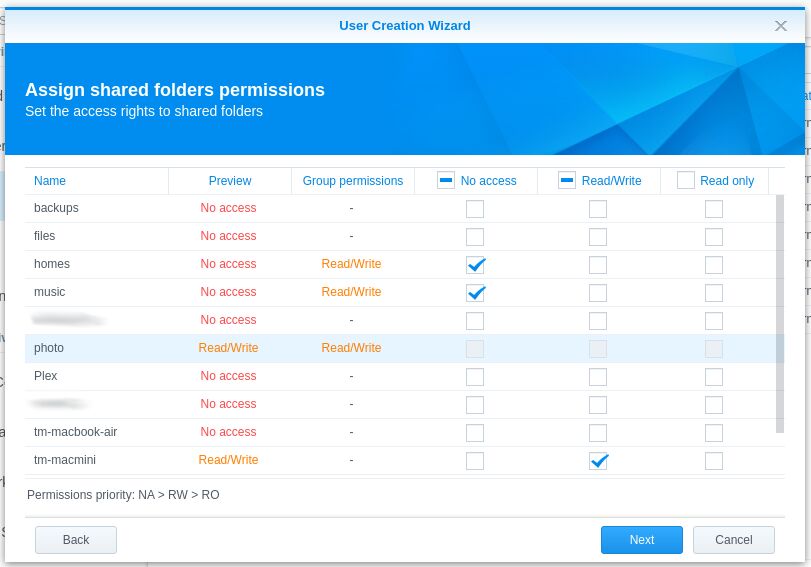 User Creation Wizard
Assign shared folders permissions
Set the access rights to shared folders
Name Preview Group permissions No access Read/Write Read only
backups No access -
files No access -
homes No access Read/Write
music No access Read/Write
No access -
photo Read/Write Read/Write
Plex No access -
No access -
tm-macbook-air No access -
tm-macmini Read/Write -
Permissions priority: NA > RW > RO
Back Next Cancel